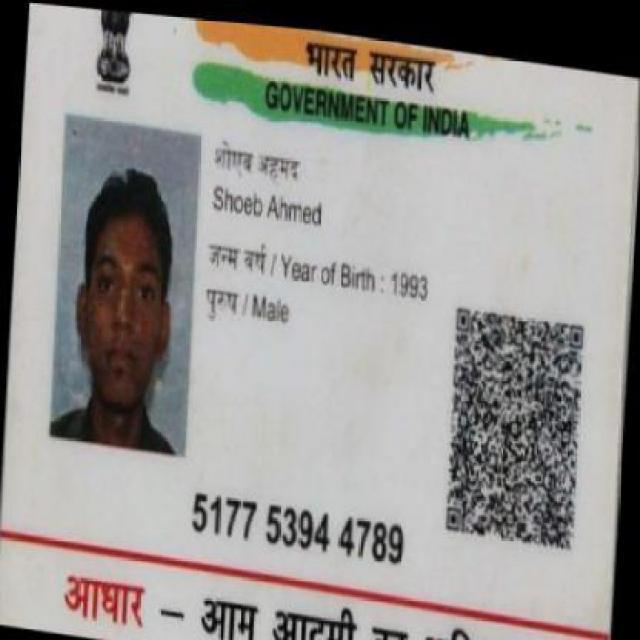 भारत सरकार
GOVERNMENT OF INDIA
शोएब अहमद
Shoeb Ahmed
जन्म वर्ष / Year of Birth : 1993
पुरुष / Male
5177 5394 4789
आधार – आम आदमी का